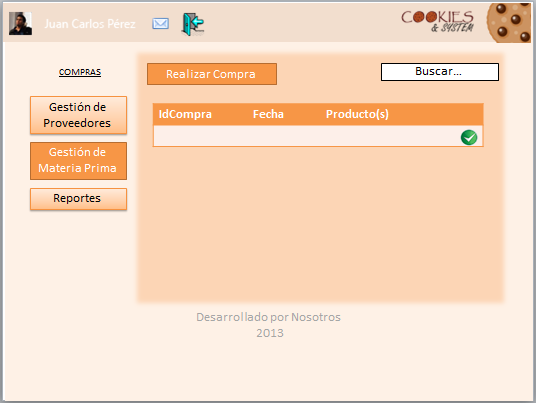 Juan Carlos Pérez
COOKIES
& SYSTEM
COMPRAS
Realizar Compra
Buscar...
Gestión de
Proveedores
IdCompra Fecha Producto(s)
Gestión de
Materia Prima
Reportes
Desarrollado por Nosotros
2013